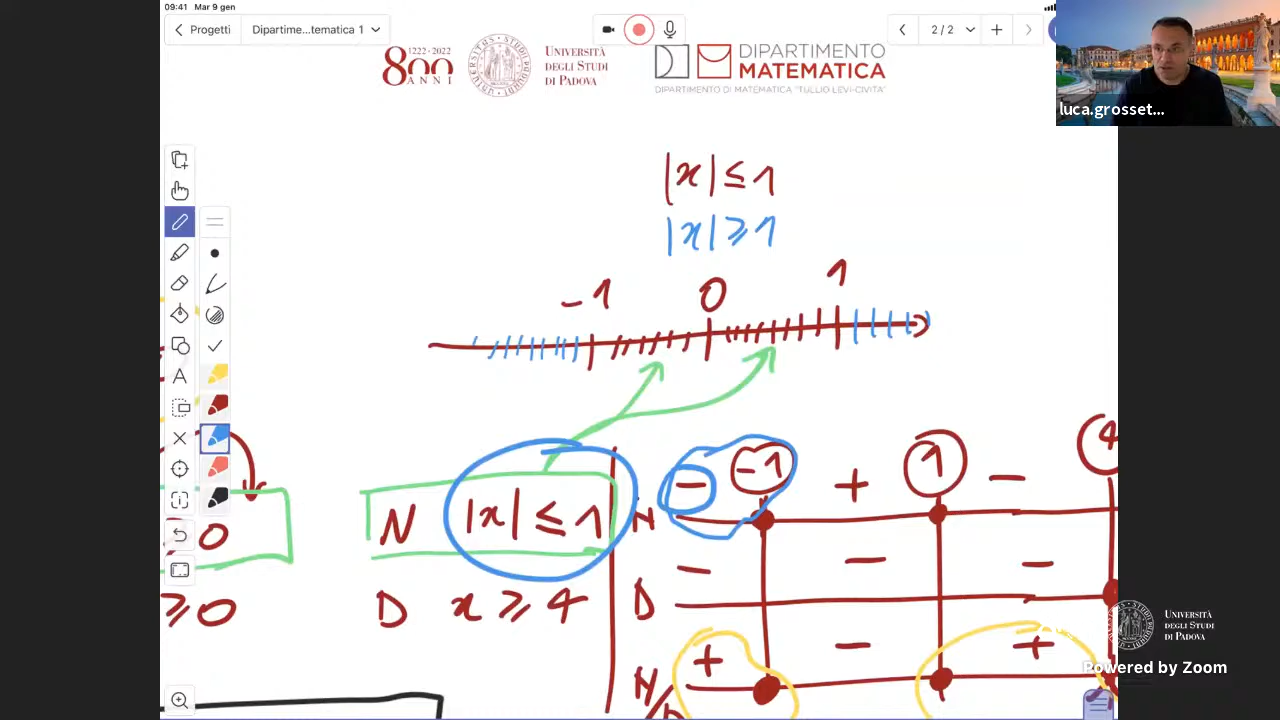 09:41 Mar 9 gen
Progetti
Dipartime...tematica 1
2 / 2
luca.grosset...
1222·2022
800
ANNI
UNIVERSITÀ
DEGLI STUDI
DI PADOVA
DIPARTIMENTO
MATEMATICA
DIPARTIMENTO DI MATEMATICA "TULLIO LEVI-CIVITA"
|x| ≤ 1
|x| ≥ 1
-1 0 1
A
N |x| ≤ 1
D x ≥ 4
≥ 0
0
- -1 + 1 - 4
N
- - -
D
+ - +
N/D
UNIVERSITÀ
DEGLI STUDI
DI PADOVA
Powered by Zoom